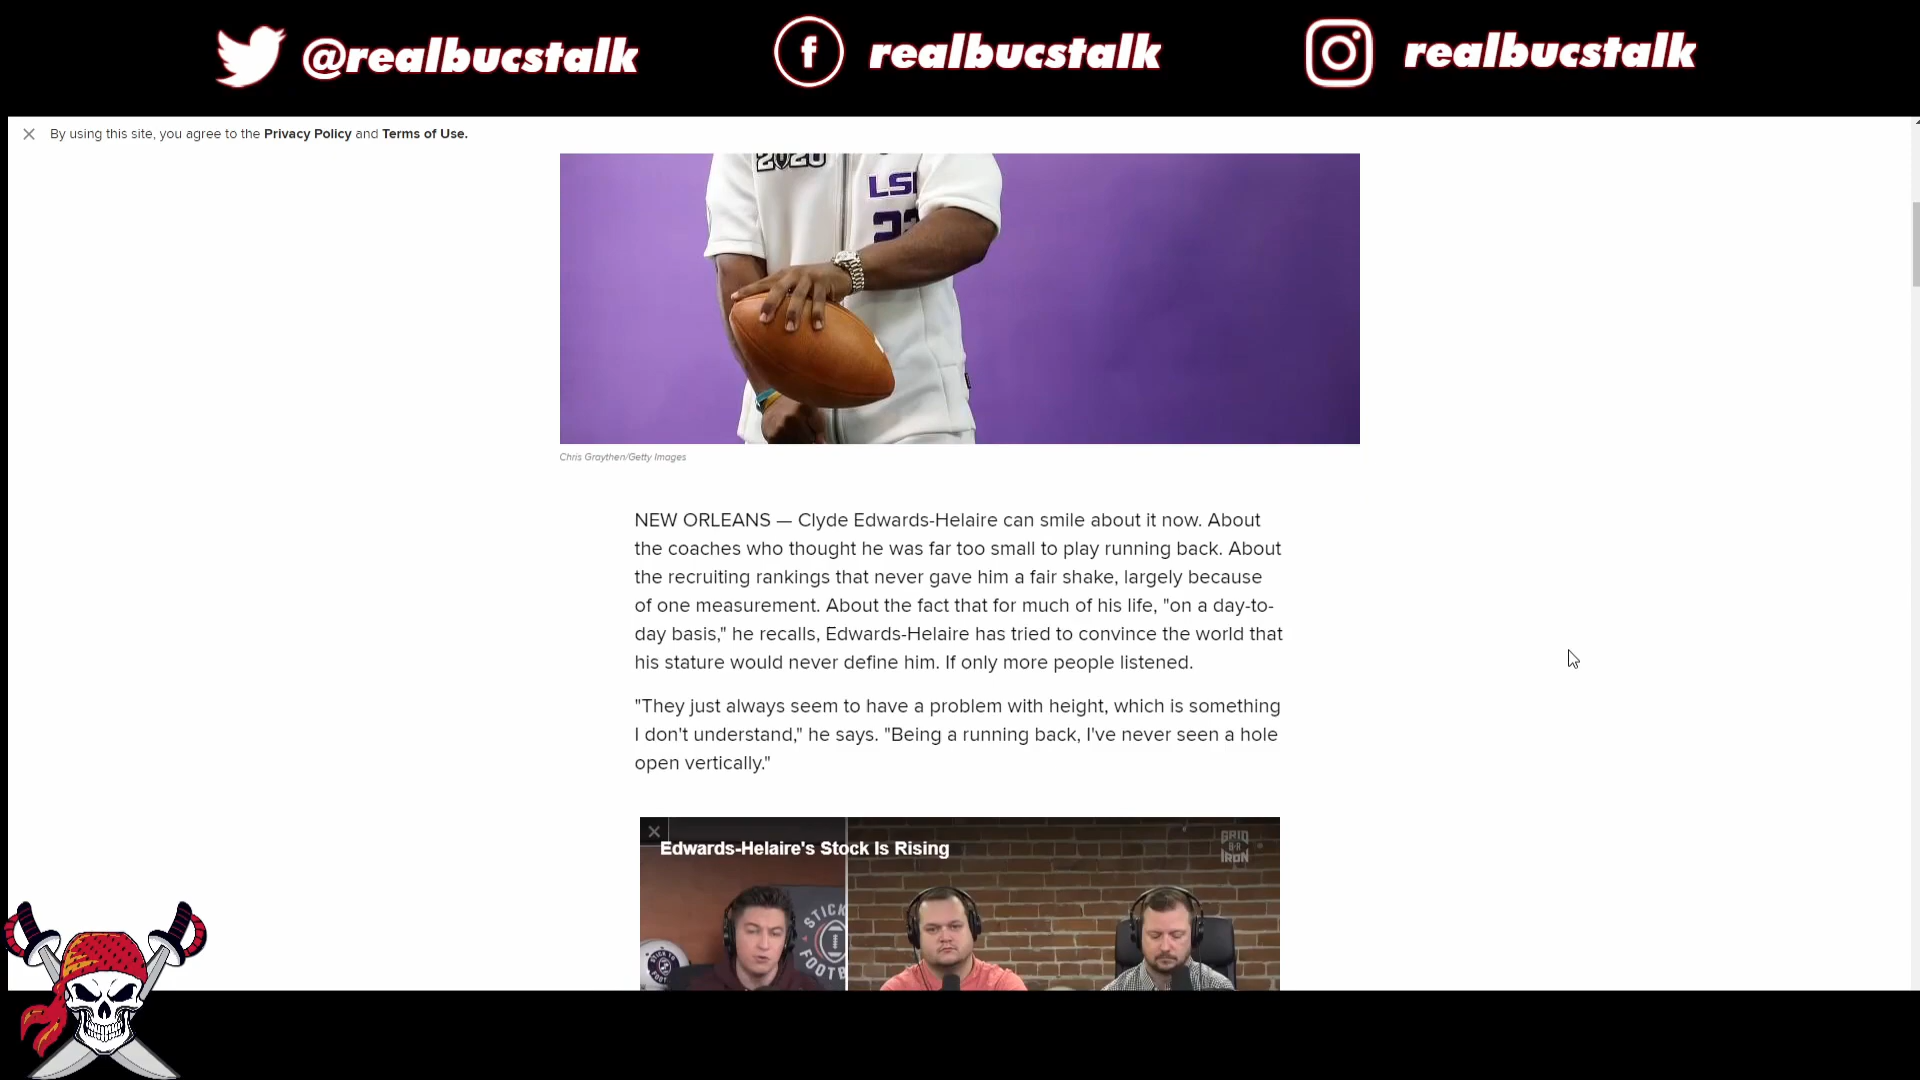 @realbucstalk
realbucstalk
realbucstalk
By using this site, you agree to the Privacy Policy and Terms of Use.
2020
LSU
22
Chris Graythen/Getty Images
NEW ORLEANS — Clyde Edwards-Helaire can smile about it now. About
the coaches who thought he was far too small to play running back. About
the recruiting rankings that never gave him a fair shake, largely because
of one measurement. About the fact that for much of his life, "on a day-to-
day basis," he recalls, Edwards-Helaire has tried to convince the world that
his stature would never define him. If only more people listened.
"They just always seem to have a problem with height, which is something
I don't understand," he says. "Being a running back, I've never seen a hole
open vertically."
Edwards-Helaire's Stock Is Rising
GRID
B/R
IRON
STICK
FOOTB